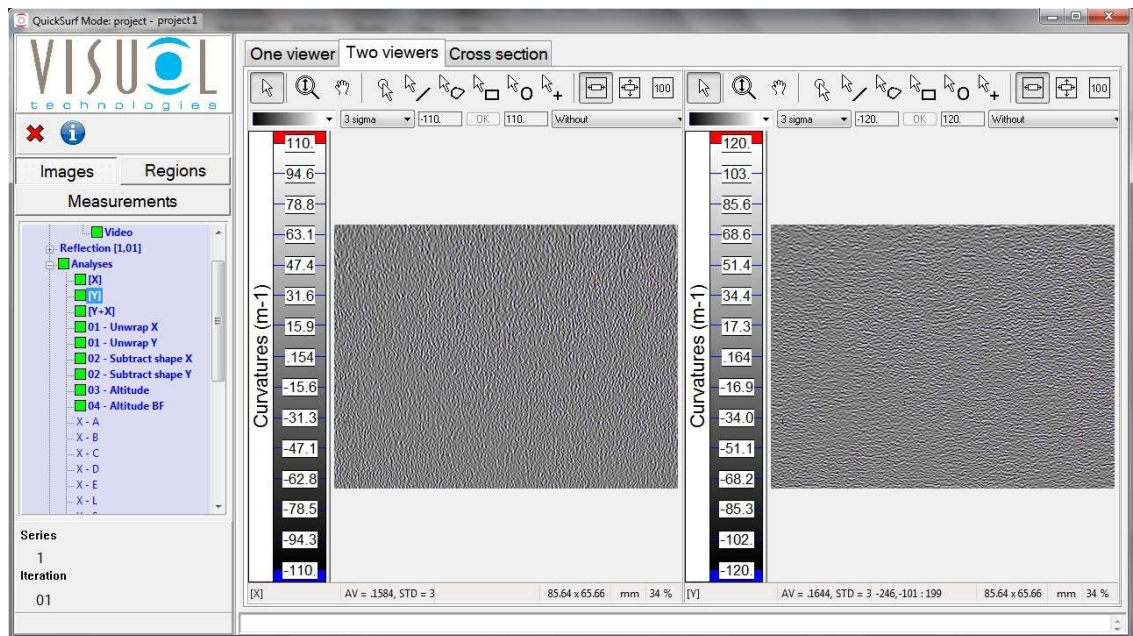 QuickSurf Mode: project - project1
VISUOL
technologies
Images
Regions
Measurements
Video
Reflection [1,01]
Analyses
[X]
[Y]
[Y+X]
01 - Unwrap X
01 - Unwrap Y
02 - Subtract shape X
02 - Subtract shape Y
03 - Altitude
04 - Altitude BF
X - A
X - B
X - C
X - D
X - E
X - L
Series
1
Iteration
01
One viewer Two viewers Cross section
100
3 sigma -110. OK 110. Without
Curvatures (m-1)
110.
94.6
78.8
63.1
47.4
31.6
15.9
.154
-15.6
-31.3
-47.1
-62.8
-78.5
-94.3
-110.
[X] AV = .1584, STD = 3 85.64 x 65.66 mm 34 %
100
3 sigma -120. OK 120. Without
Curvatures (m-1)
120.
103.
85.6
68.6
51.4
34.4
17.3
.164
-16.9
-34.0
-51.1
-68.2
-85.3
-102.
-120.
[Y] AV = .1644, STD = 3 -246,-101 : 199 85.64 x 65.66 mm 34 %